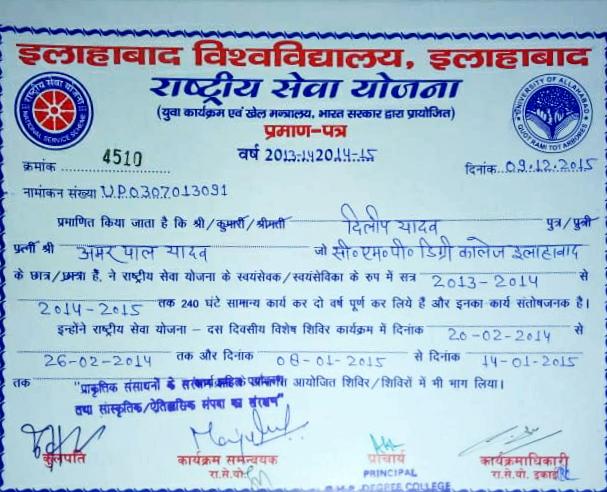 इलाहाबाद विश्वविद्यालय, इलाहाबाद
राष्ट्रीय सेवा योजना
(युवा कार्यक्रम एवं खेल मन्त्रालय, भारत सरकार द्वारा प्रायोजित)
प्रमाण-पत्र
राष्ट्रीय सेवा योजना
NATIONAL SERVICE SCHEME
UNIVERSITY OF ALLAHABAD
QUOT RAMI TOT ARBORES
क्रमांक 4510 वर्ष 2013-14 2014-15 दिनांक 09.12.2015
नामांकन संख्या U.P.0307013091
प्रमाणित किया जाता है कि श्री/कुमारी/श्रीमती दिलीप यादव पुत्र/पुत्री
पत्नी श्री अमर पाल यादव जो सी०एम०पी० डिग्री कालेज इलाहाबाद
के छात्र/छात्रा हैं, ने राष्ट्रीय सेवा योजना के स्वयंसेवक/स्वयंसेविका के रुप में सत्र 2013-2014 से
2014-2015 तक 240 घंटे सामान्य कार्य कर दो वर्ष पूर्ण कर लिये हैं और इनका कार्य संतोषजनक है।
इन्होंने राष्ट्रीय सेवा योजना - दस दिवसीय विशेष शिविर कार्यक्रम में दिनांक 20-02-2014 से
26-02-2014 तक और दिनांक 08-01-2015 से दिनांक 14-01-2015
तक "प्राकृतिक संसाधनों के आयोजित शिविर/शिविरों में भी भाग लिया।
तथा सांस्कृतिक/ऐतिहासिक संपदा का संरक्षण"
कुलपति कार्यक्रम समन्वयक प्राचार्य कार्यक्रमाधिकारी
रा.से.यो. PRINCIPAL रा.से.यो. इकाई
C.M.P. DEGREE COLLEGE